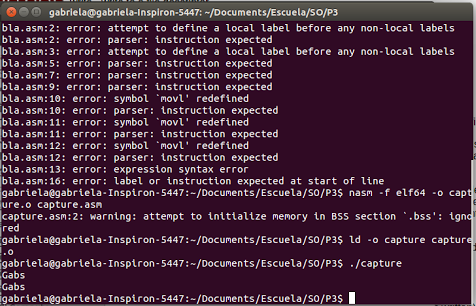 gabriela@gabriela-Inspiron-5447: ~/Documents/Escuela/SO/P3
bla.asm:2: error: attempt to define a local label before any non-local labels
bla.asm:2: error: parser: instruction expected
bla.asm:3: error: attempt to define a local label before any non-local labels
bla.asm:5: error: parser: instruction expected
bla.asm:7: error: parser: instruction expected
bla.asm:9: error: parser: instruction expected
bla.asm:10: error: symbol `movl' redefined
bla.asm:10: error: parser: instruction expected
bla.asm:11: error: symbol `movl' redefined
bla.asm:11: error: parser: instruction expected
bla.asm:12: error: symbol `movl' redefined
bla.asm:12: error: parser: instruction expected
bla.asm:13: error: expression syntax error
bla.asm:16: error: label or instruction expected at start of line
gabriela@gabriela-Inspiron-5447:~/Documents/Escuela/SO/P3$ nasm -f elf64 -o capt
ure.o capture.asm
capture.asm:2: warning: attempt to initialize memory in BSS section `.bss': igno
red
gabriela@gabriela-Inspiron-5447:~/Documents/Escuela/SO/P3$ ld -o capture capture
.o
gabriela@gabriela-Inspiron-5447:~/Documents/Escuela/SO/P3$ ./capture
Gabs
Gabs
gabriela@gabriela-Inspiron-5447:~/Documents/Escuela/SO/P3$